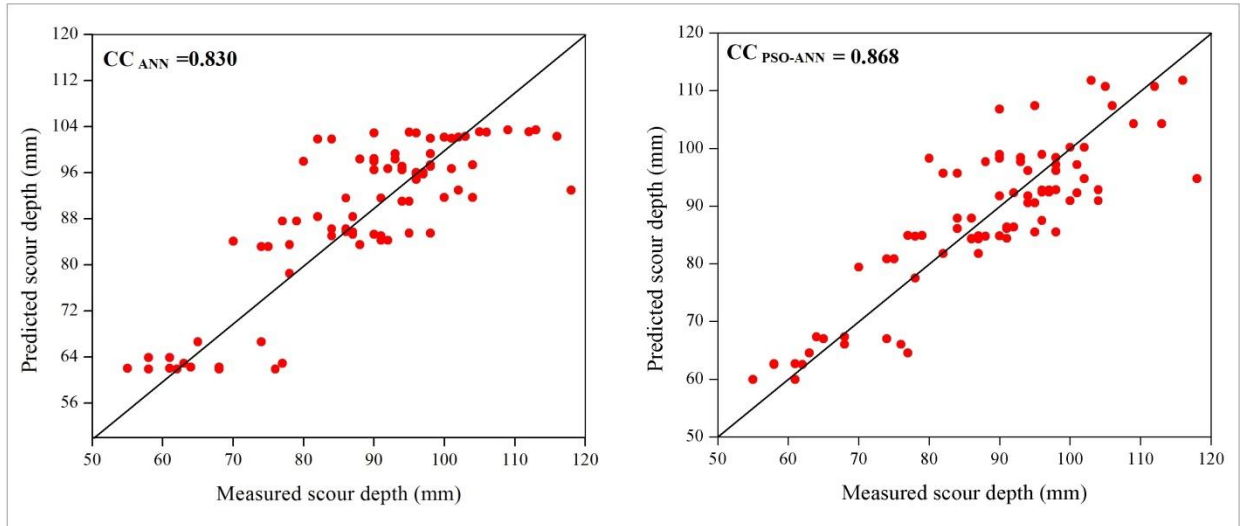 CC ANN =0.830
120
112
104
96
88
80
72
64
56
50 60 70 80 90 100 110 120
Predicted scour depth (mm)
Measured scour depth (mm)
CC PSO-ANN = 0.868
120
110
100
90
80
70
60
50
50 60 70 80 90 100 110 120
Predicted scour depth (mm)
Measured scour depth (mm)